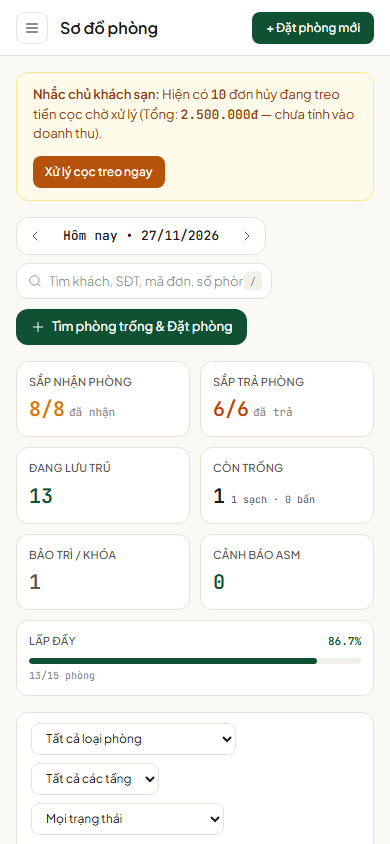 Sơ đồ phòng
+ Đặt phòng mới
Nhắc chủ khách sạn: Hiện có 10 đơn hủy đang treo
tiền cọc chờ xử lý (Tổng: 2.500.000đ — chưa tính vào
doanh thu).
Xử lý cọc treo ngay
Hôm nay • 27/11/2026
Tìm khách, SĐT, mã đơn, số phòn /
+ Tìm phòng trống & Đặt phòng
SẮP NHẬN PHÒNG
8/8 đã nhận
SẮP TRẢ PHÒNG
6/6 đã trả
ĐANG LƯU TRÚ
13
CÒN TRỐNG
1 1 sạch · 0 bẩn
BẢO TRÌ / KHÓA
1
CẢNH BÁO ASM
0
LẤP ĐẦY 86.7%
13/15 phòng
Tất cả loại phòng
Tất cả các tầng
Mọi trạng thái